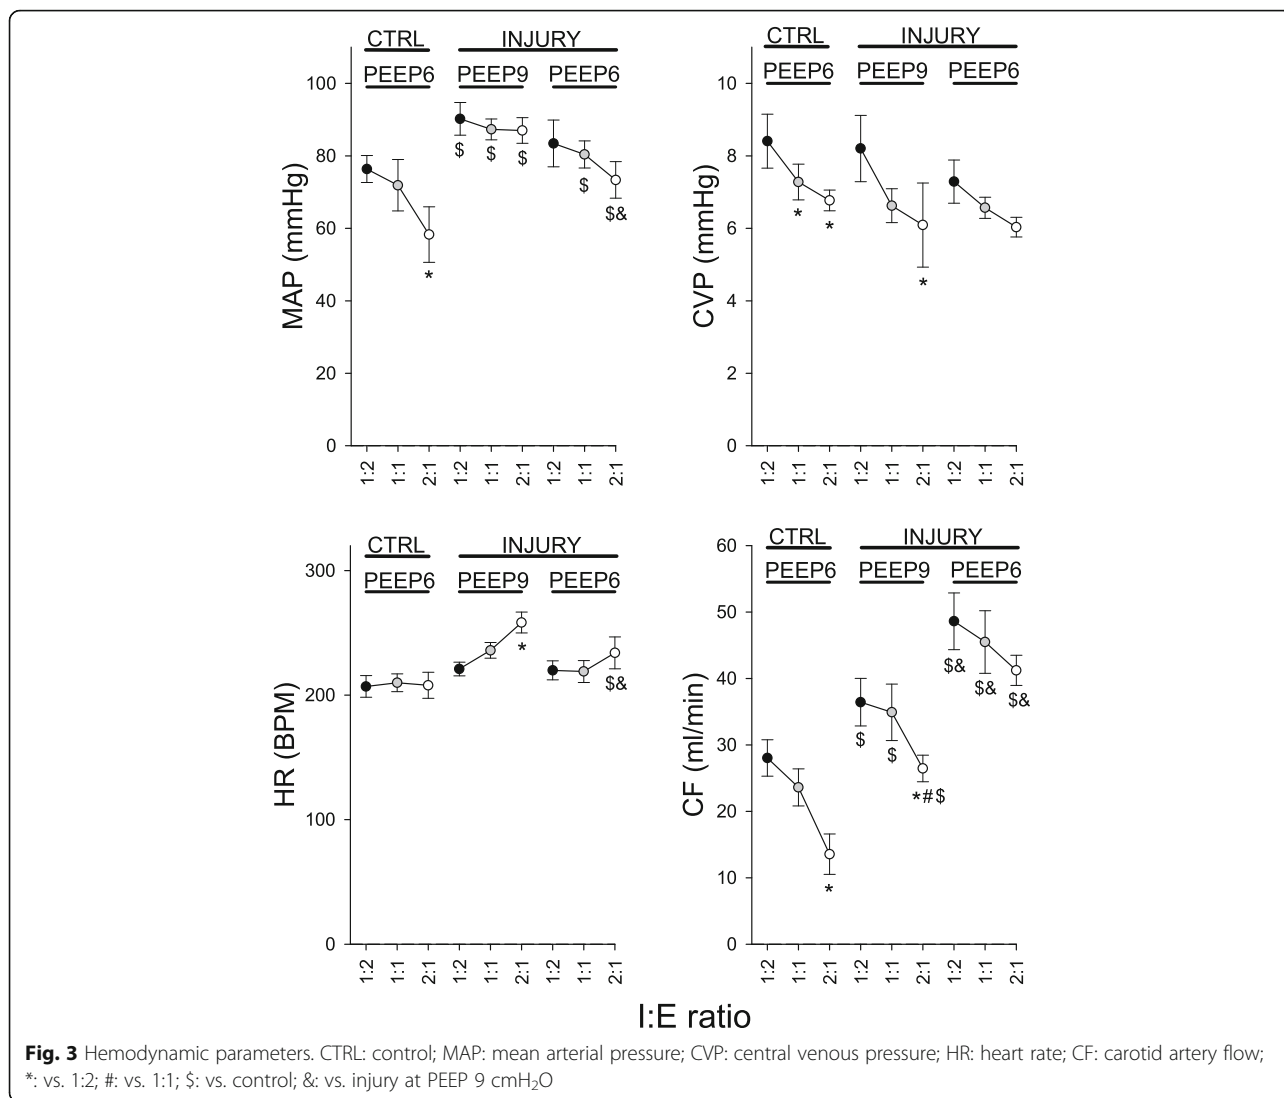 CTRL
INJURY
PEEP6
PEEP9
PEEP6
100
80
60
40
20
0
MAP (mmHg)
$
$
$
$
$&
*
1:2
1:1
2:1
1:2
1:1
2:1
1:2
1:1
2:1
CTRL
INJURY
PEEP6
PEEP9
PEEP6
10
8
6
4
2
0
CVP (mmHg)
*
*
*
1:2
1:1
2:1
1:2
1:1
2:1
1:2
1:1
2:1
CTRL
INJURY
PEEP6
PEEP9
PEEP6
300
200
100
0
HR (BPM)
*
$&
1:2
1:1
2:1
1:2
1:1
2:1
1:2
1:1
2:1
CTRL
INJURY
PEEP6
PEEP9
PEEP6
60
50
40
30
20
10
0
CF (ml/min)
$&
$&
$&
$
$
*#$
*
1:2
1:1
2:1
1:2
1:1
2:1
1:2
1:1
2:1
I:E ratio
Fig. 3 Hemodynamic parameters. CTRL: control; MAP: mean arterial pressure; CVP: central venous pressure; HR: heart rate; CF: carotid artery flow;
*: vs. 1:2; #: vs. 1:1; $: vs. control; &: vs. injury at PEEP 9 cmH₂O